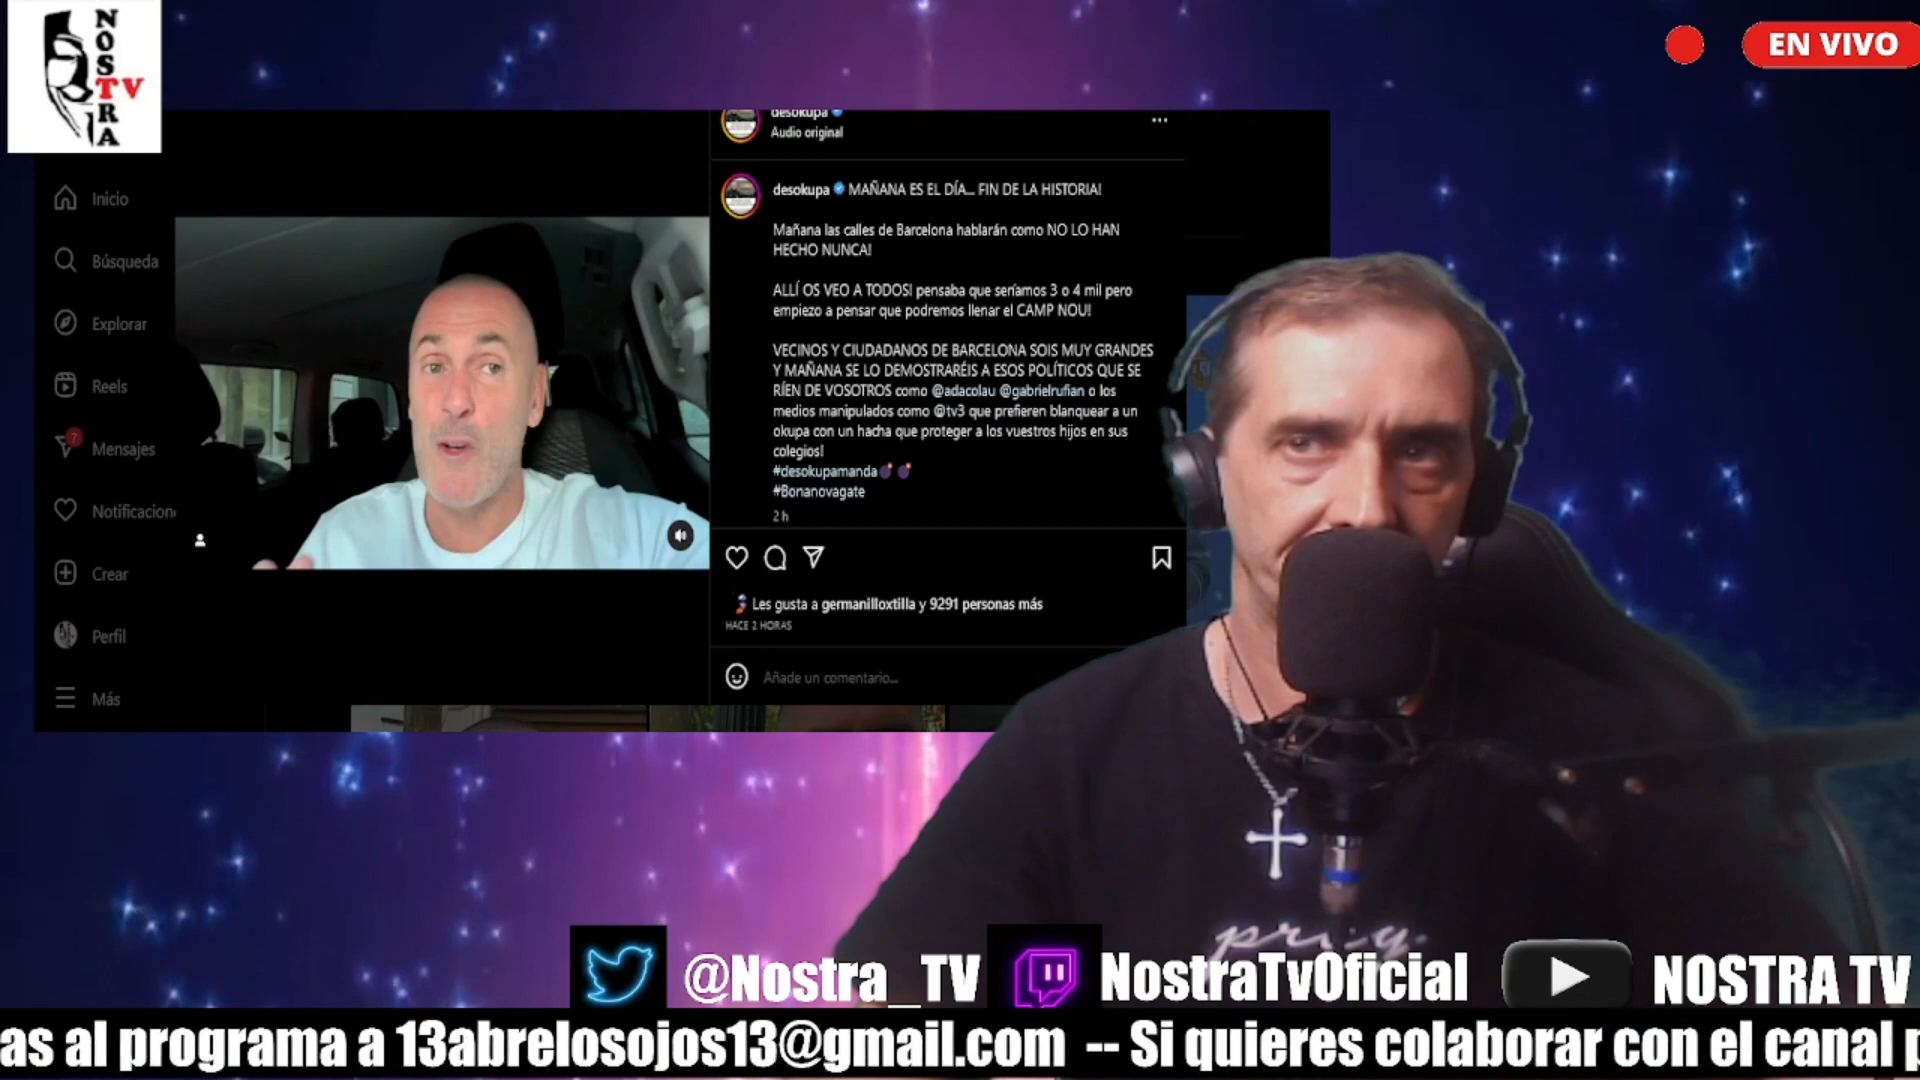 NOSTRA
TV
EN VIVO
desokupa
Audio original
Inicio
Búsqueda
Explorar
Reels
7
Mensajes
Notificacion
Crear
Perfil
Más
desokupa MAÑANA ES EL DÍA... FIN DE LA HISTORIA!
Mañana las calles de Barcelona hablarán como NO LO HAN
HECHO NUNCA!
ALLÍ OS VEO A TODOS! pensaba que seríamos 3 o 4 mil pero
empiezo a pensar que podremos llenar el CAMP NOU!
VECINOS Y CIUDADANOS DE BARCELONA SOIS MUY GRANDES
Y MAÑANA SE LO DEMOSTRARÉIS A ESOS POLÍTICOS QUE SE
RÍEN DE VOSOTROS como @adacolau @gabrielrufian o los
medios manipulados como @tv3 que prefieren blanquear a un
okupa con un hacha que proteger a los vuestros hijos en sus
colegios!
#desokupamanda💣💣
#Bonanovagate
2 h
Les gusta a germanilloxtilla y 9291 personas más
HACE 2 HORAS
Añade un comentario...
@Nostra_TV
NostraTvOficial
NOSTRA TV
as al programa a 13abrelosojos13@gmail.com -- Si quieres colaborar con el canal p